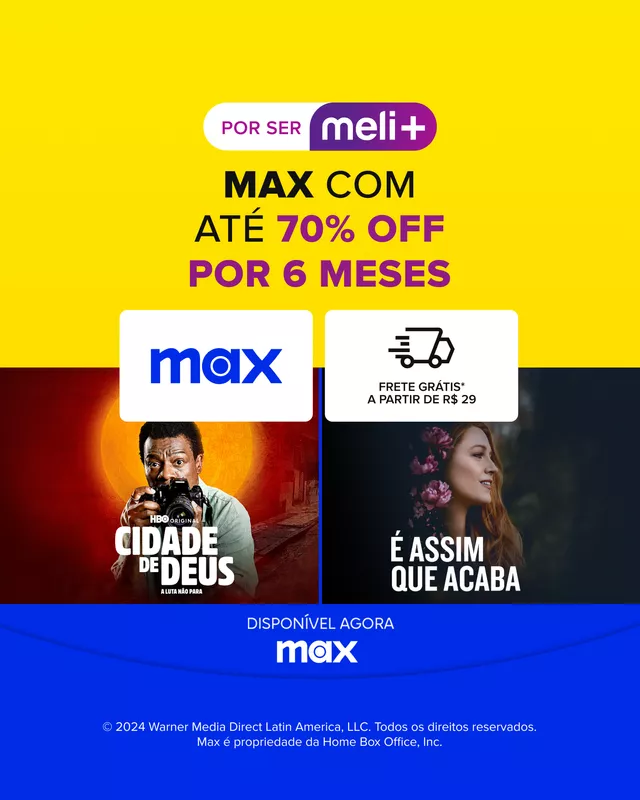 POR SER meli+
MAX COM
ATÉ 70% OFF
POR 6 MESES
max
FRETE GRÁTIS*
A PARTIR DE R$ 29
HBO ORIGINAL
CIDADE
DE DEUS
A LUTA NÃO PARA
É ASSIM
QUE ACABA
DISPONÍVEL AGORA
max
© 2024 Warner Media Direct Latin America, LLC. Todos os direitos reservados.
Max é propriedade da Home Box Office, Inc.